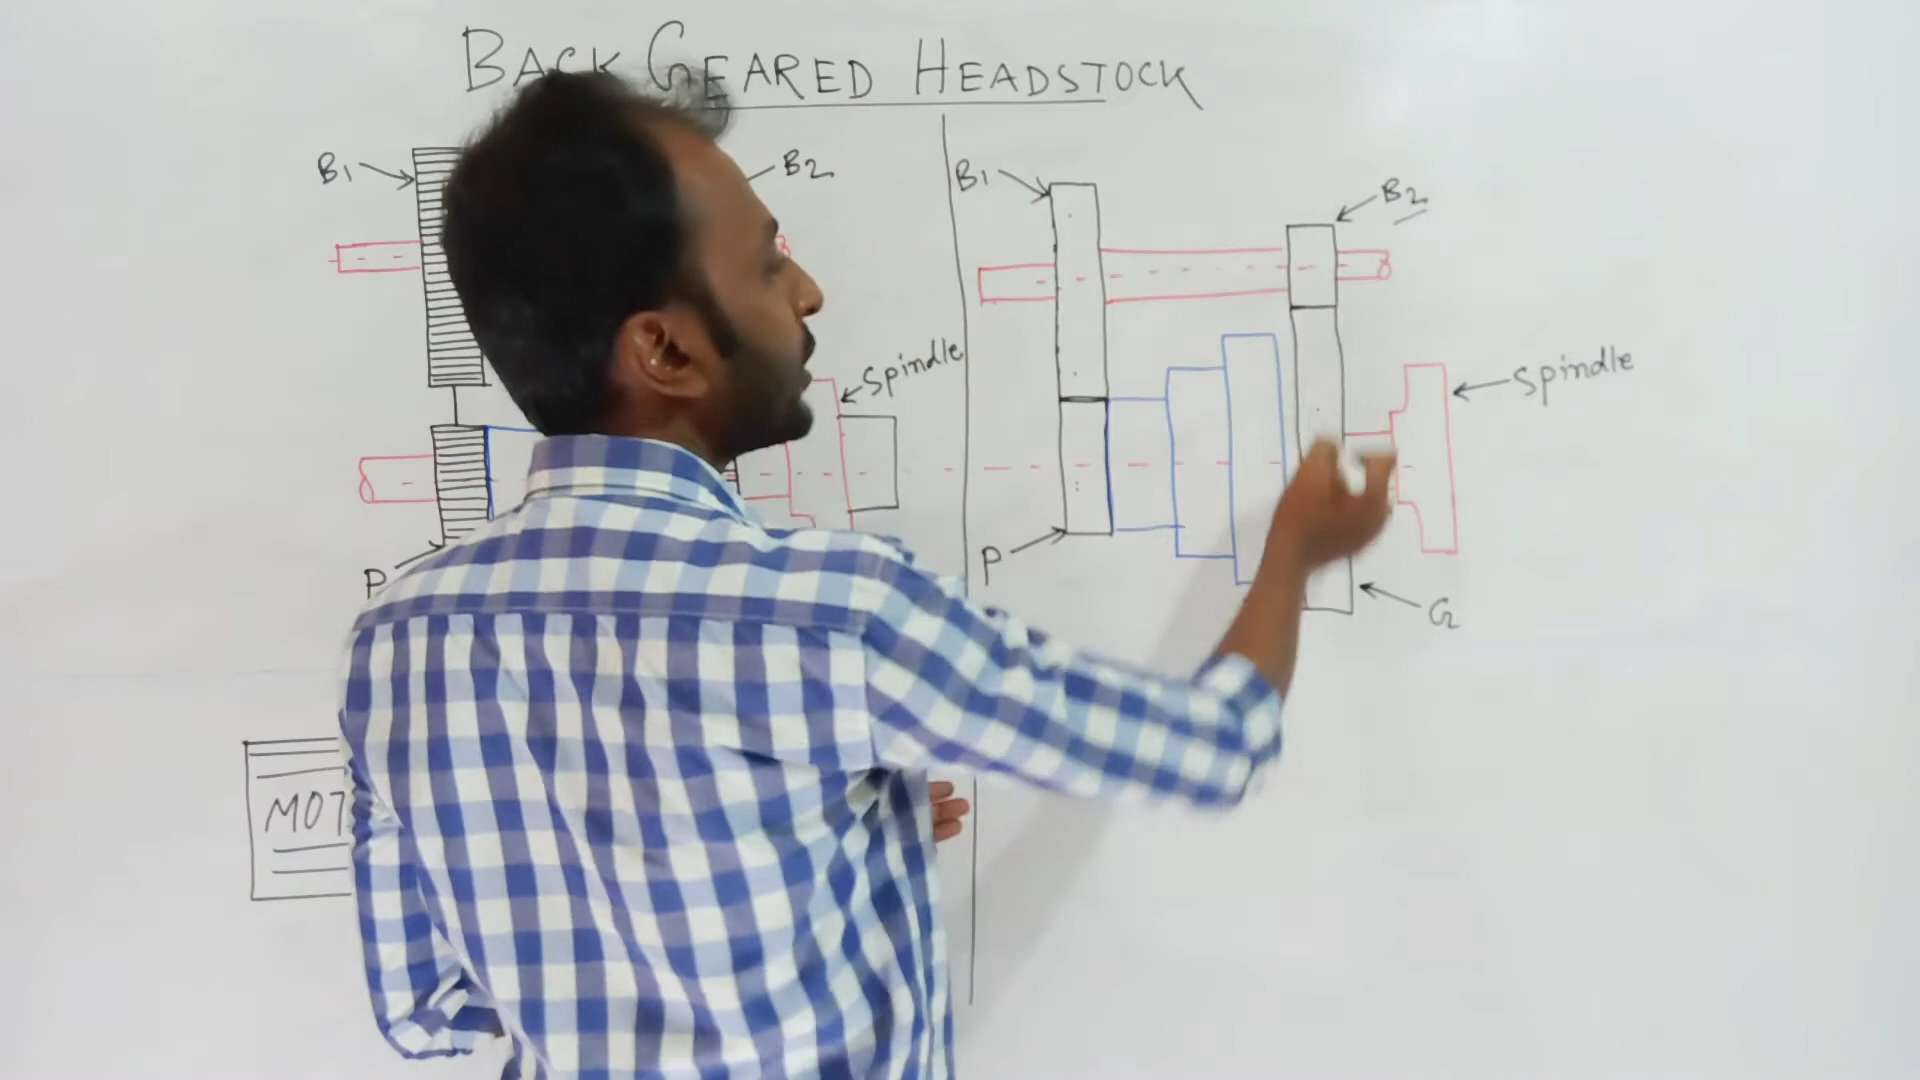 BACK GEARED HEADSTOCK
B1
B2
Spindle
P
MOT
B1
B2
Spindle
P
G2